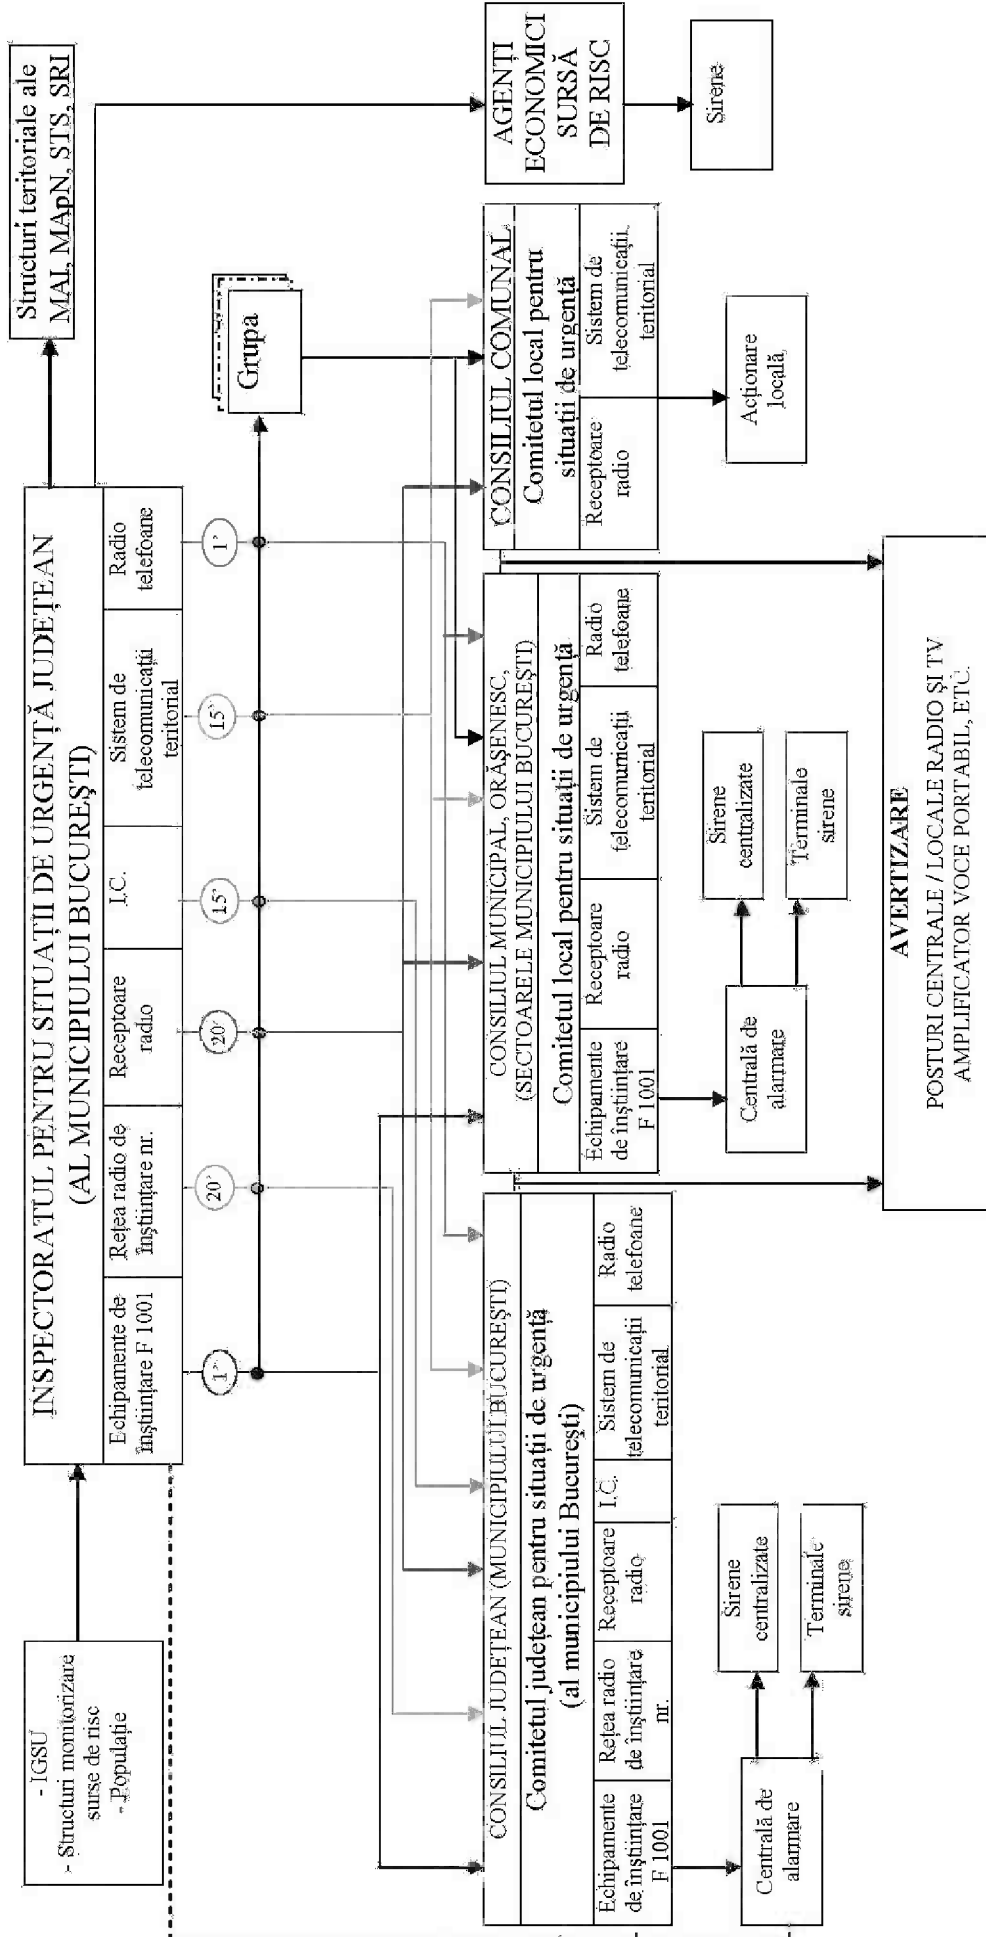 - IGSU
- Structuri monitorizare
surse de risc
- Populație
INSPECTORATUL PENTRU SITUAȚII DE URGENȚĂ JUDEȚEAN
(AL MUNICIPIULUI BUCUREȘTI)
Echipamente de
înștiințare F 1001
Rețea radio de
înștiințare nr.
Receptoare
radio
I.C.
Sistem de
telecomunicații
teritorial
Radio
telefoane
Structuri teritoriale ale
MAI, MApN, STS, SRI
1'
20'
20'
15'
15'
1'
Grupa
CONSILIUL JUDEȚEAN (MUNICIPIULUI BUCUREȘTI)
Comitetul județean pentru situații de urgență
(al municipiului București)
Echipamente
de înștiințare
F 1001
Rețea radio
de înștiințare
nr.
Receptoare
radio
I.C.
Sistem de
telecomunicații
teritorial
Radio
telefoane
CONSILIUL MUNICIPAL, ORĂȘENESC,
(SECTOARELE MUNICIPIULUI BUCUREȘTI)
Comitetul local pentru situații de urgență
Echipamente
de înștiințare
F 1001
Receptoare
radio
Sistem de
telecomunicații
teritorial
Radio
telefoane
CONSILIUL COMUNAL
Comitetul local pentru
situații de urgență
Receptoare
radio
Sistem de
telecomunicații
teritorial
AGENȚI
ECONOMICI
SURSĂ
DE RISC
Sirene
Centrală de
alarmare
Sirene
centralizate
Terminale
sirene
Centrală de
alarmare
Sirene
centralizate
Terminale
sirene
Acționare
locală
AVERTIZARE
POSTURI CENTRALE / LOCALE RADIO ȘI TV
AMPLIFICATOR VOCE PORTABIL, ETC.